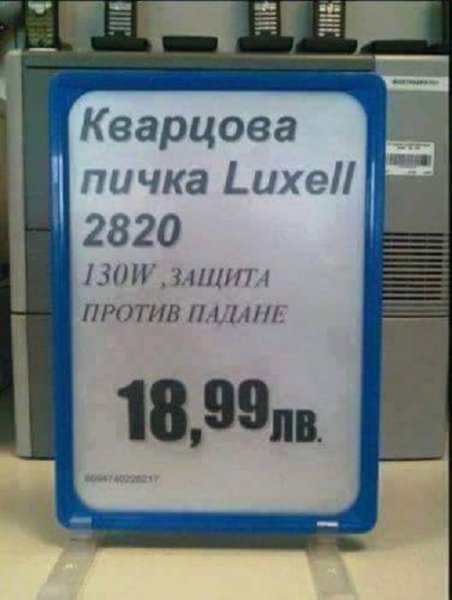 Кварцова
пичка Luxell
2820
130W ,ЗАЩИТА
ПРОТИВ ПАДАНЕ
18,99лв.